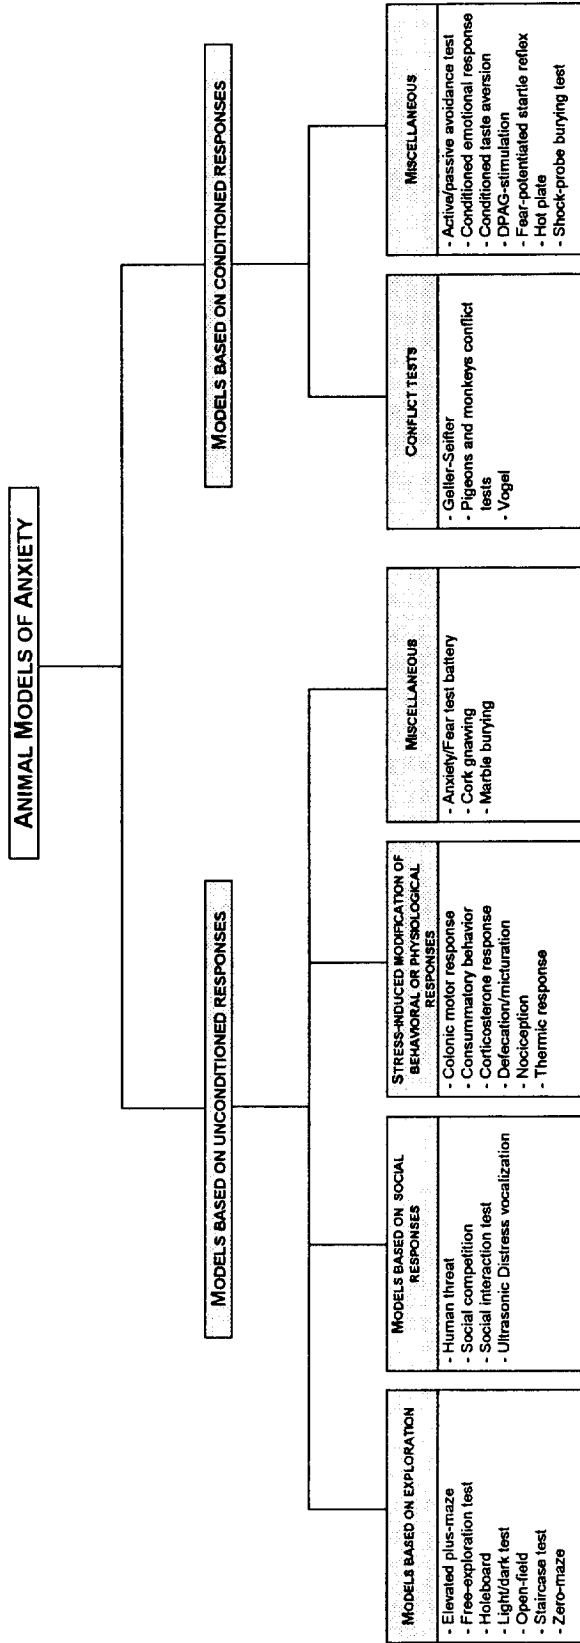 ANIMAL MODELS OF ANXIETY
MODELS BASED ON UNCONDITIONED RESPONSES
MODELS BASED ON CONDITIONED RESPONSES
MODELS BASED ON EXPLORATION
- Elevated plus-maze
- Free-exploration test
- Holeboard
- Light/dark test
- Open-field
- Staircase test
- Zero-maze
MODELS BASED ON SOCIAL
RESPONSES
- Human threat
- Social competition
- Social interaction test
- Ultrasonic Distress vocalization
STRESS-INDUCED MODIFICATION OF
BEHAVIORAL OR PHYSIOLOGICAL
RESPONSES
- Colonic motor response
- Consummatory behavior
- Corticosterone response
- Defecation/micturation
- Nociception
- Thermic response
MISCELLANEOUS
- Anxiety/Fear test battery
- Cork gnawing
- Marble burying
CONFLICT TESTS
- Geller-Seifter
- Pigeons and monkeys conflict
tests
- Vogel
MISCELLANEOUS
- Active/passive avoidance test
- Conditioned emotional response
- Conditioned taste aversion
- DPAG-stimulation
- Fear-potentiated startle reflex
- Hot plate
- Shock-probe burying test